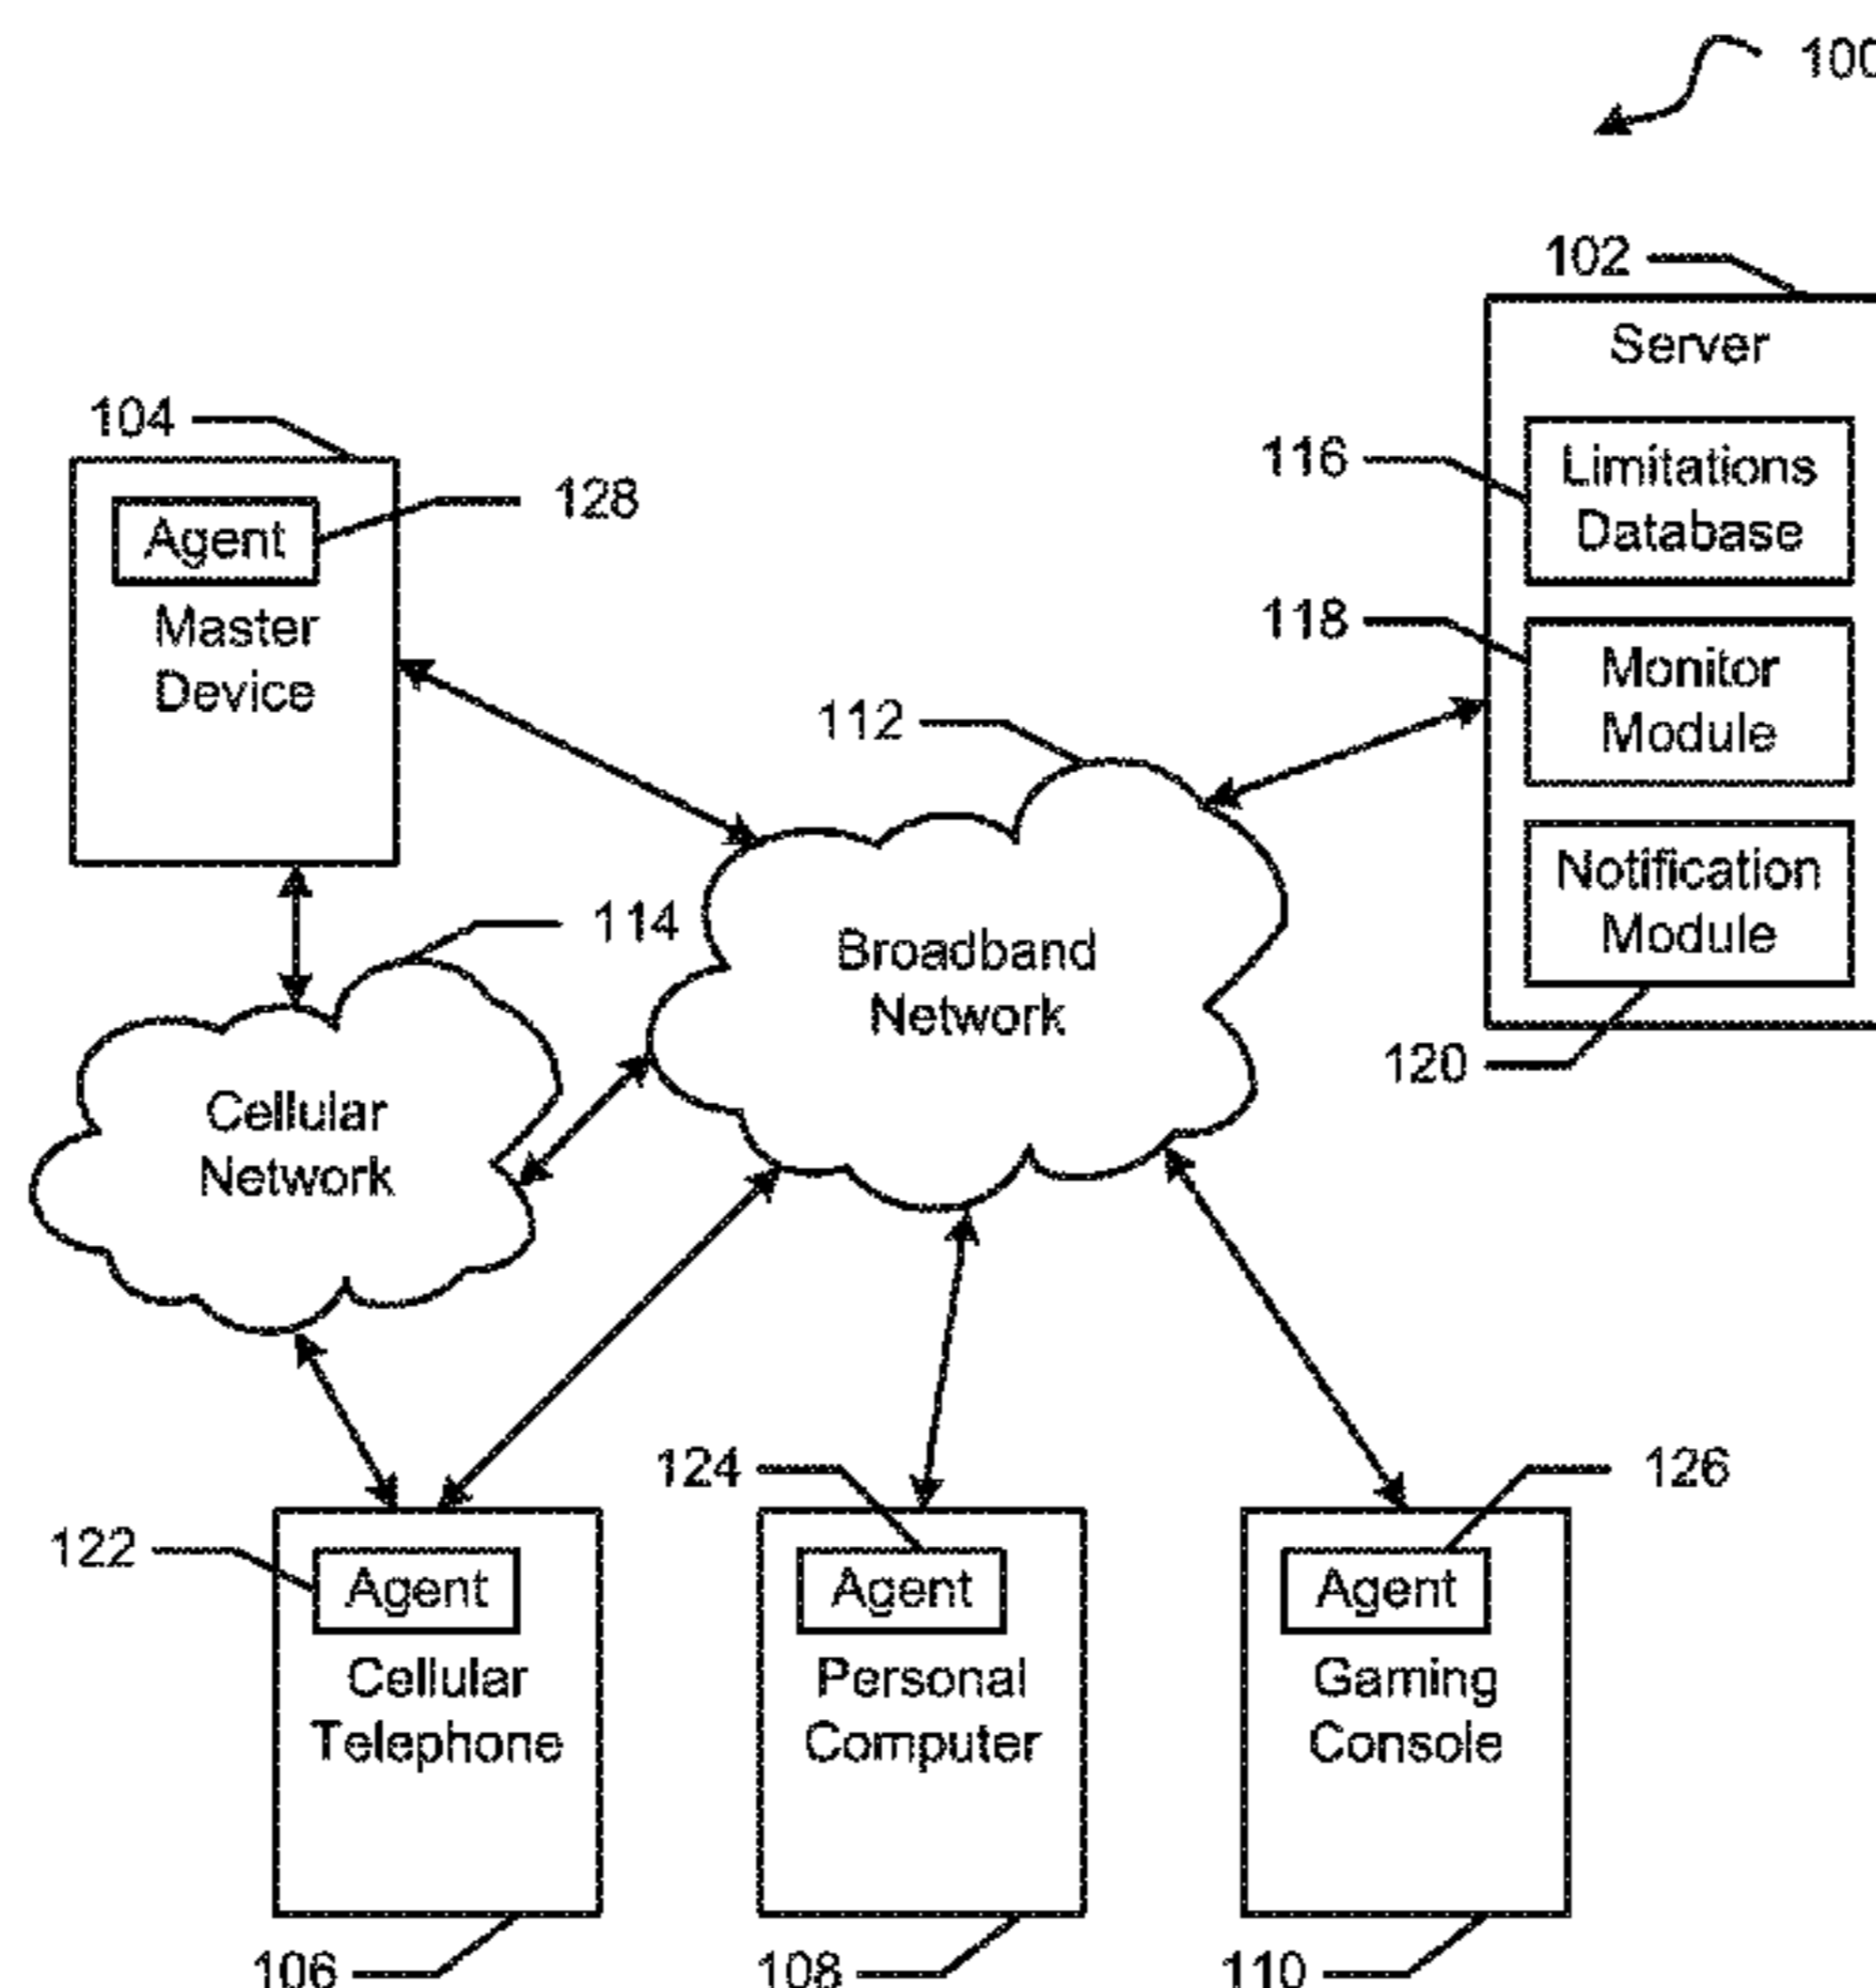 100
102
Server
104
116
Limitations
Database
128
Agent
Master
Device
118
Monitor
Module
112
Notification
Module
114
Broadband
Network
120
Cellular
Network
124
126
122
Agent
Agent
Agent
Cellular
Telephone
Personal
Computer
Gaming
Console
106
108
110